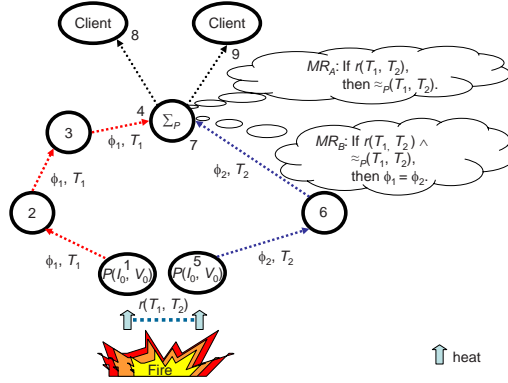 Client
Client
8
9
MR_A: If r(T_1, T_2),
then ≈_P(T_1, T_2).
4
Σ_P
3
7
ϕ_1, T_1
MR_B: If r(T_1, T_2) ∧
≈_P(T_1, T_2),
then ϕ_1 = ϕ_2.
ϕ_2, T_2
ϕ_1, T_1
2
6
ϕ_1, T_1
ϕ_2, T_2
1
P(I_0, V_0)
5
P(I_0, V_0)
r(T_1, T_2)
Fire
heat